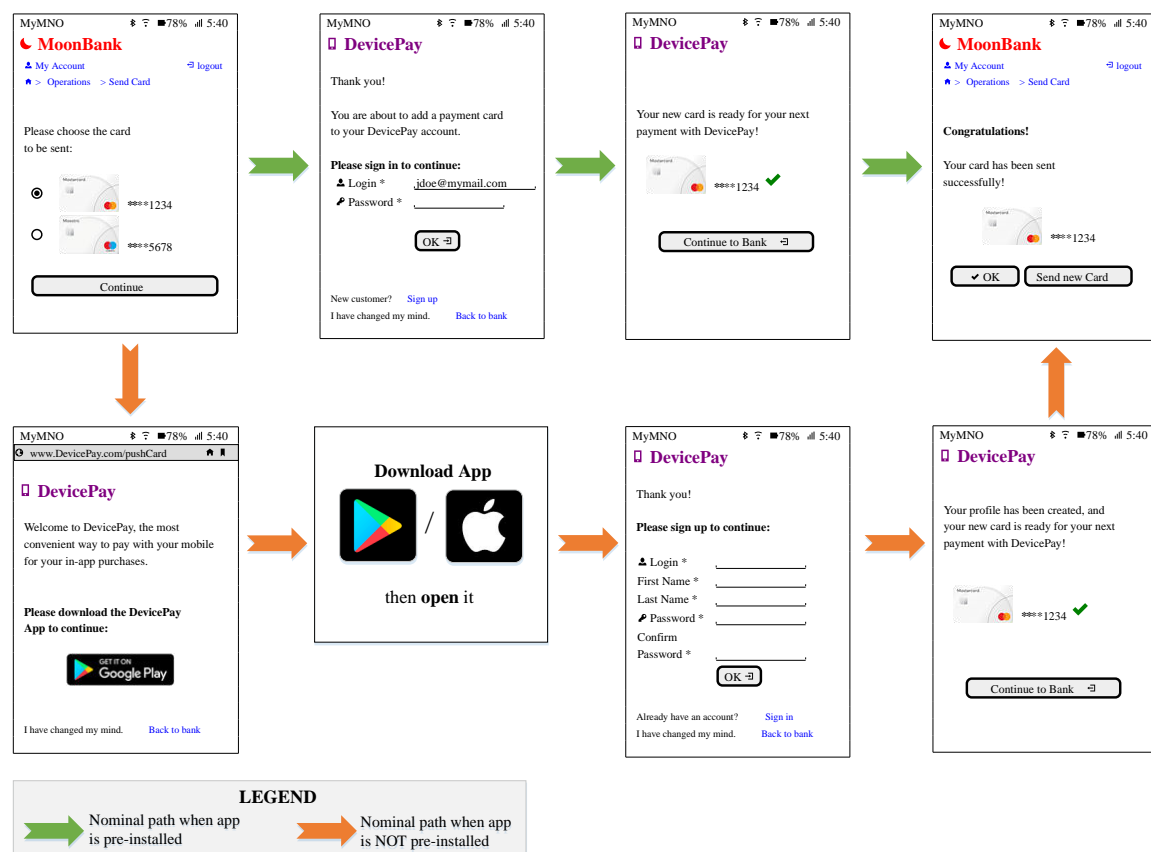 MyMNO 78% 5:40
MoonBank
My Account logout
> Operations > Send Card
Please choose the card
to be sent:
Mastercard
****1234
Maestro
****5678
Continue
MyMNO 78% 5:40
DevicePay
Thank you!
You are about to add a payment card
to your DevicePay account.
Please sign in to continue:
Login * jdoe@mymail.com
Password *
OK
New customer? Sign up
I have changed my mind. Back to bank
MyMNO 78% 5:40
DevicePay
Your new card is ready for your next
payment with DevicePay!
Mastercard
****1234
Continue to Bank
MyMNO 78% 5:40
MoonBank
My Account logout
> Operations > Send Card
Congratulations!
Your card has been sent
successfully!
Mastercard
****1234
OK Send new Card
MyMNO 78% 5:40
www.DevicePay.com/pushCard
DevicePay
Welcome to DevicePay, the most
convenient way to pay with your mobile
for your in-app purchases.
Please download the DevicePay
App to continue:
GET IT ON
Google Play
I have changed my mind. Back to bank
Download App
/
then open it
MyMNO 78% 5:40
DevicePay
Thank you!
Please sign up to continue:
Login *
First Name *
Last Name *
Password *
Confirm
Password *
OK
Already have an account? Sign in
I have changed my mind. Back to bank
MyMNO 78% 5:40
DevicePay
Your profile has been created, and
your new card is ready for your next
payment with DevicePay!
Mastercard
****1234
Continue to Bank
LEGEND
Nominal path when app
is pre-installed
Nominal path when app
is NOT pre-installed